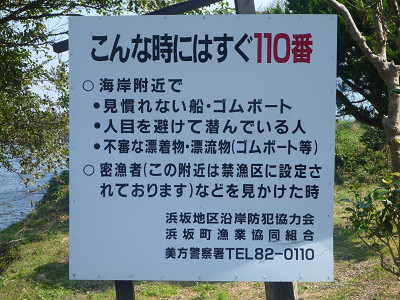 こんな時にはすぐ110番
○ 海岸附近で
・見慣れない船・ゴムボート
・人目を避けて潜んでいる人
・不審な漂着物・漂流物(ゴムボート等)
○ 密漁者(この附近は禁漁区に設定さ
れております)などを見かけた時
浜坂地区沿岸防犯協力会
浜坂町漁業協同組合
美方警察署TEL82-0110